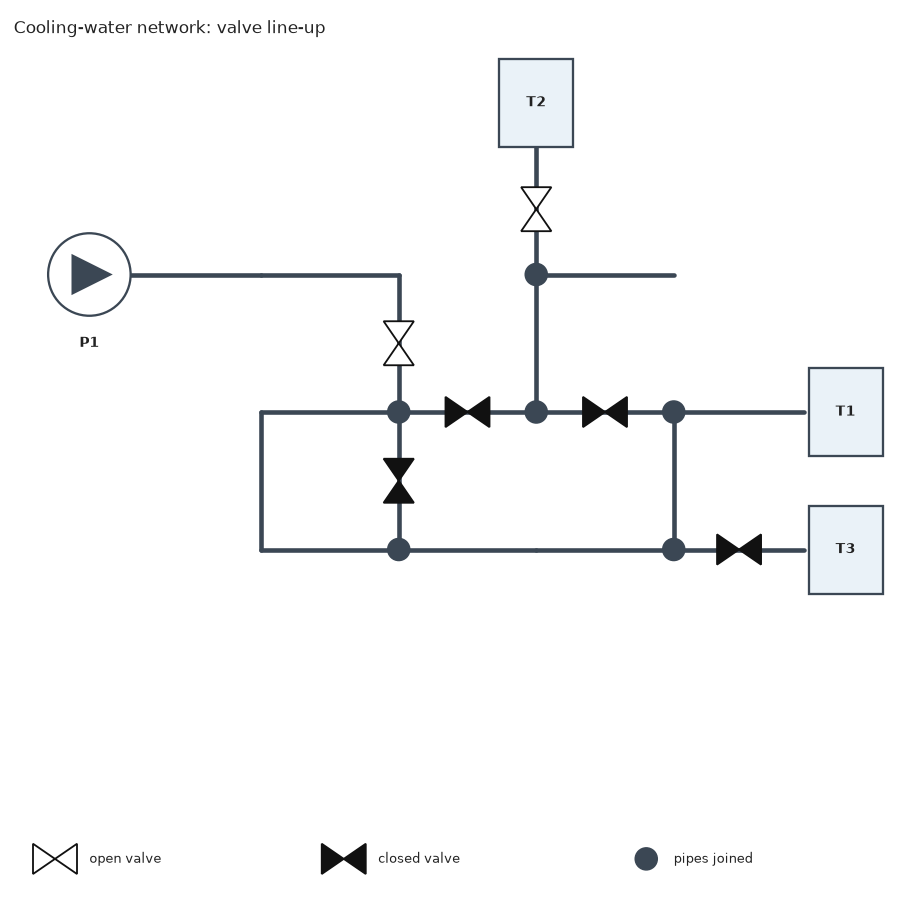 Cooling-water network: valve line-up
T2
P1
T1
T3
open valve
closed valve
pipes joined